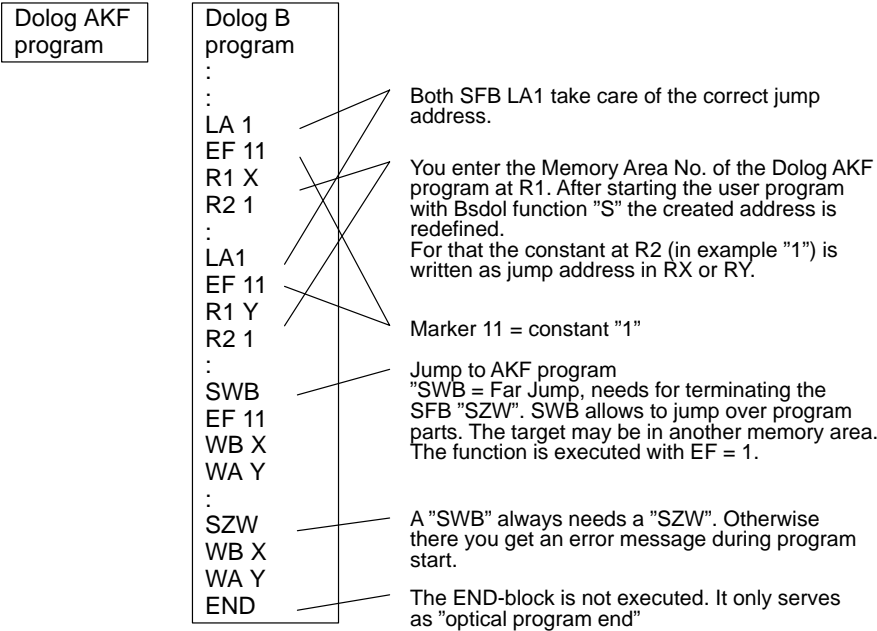 Dolog AKF
program
Dolog B
program
:
:
LA 1
EF 11
R1 X
R2 1
:
LA1
EF 11
R1 Y
R2 1
:
SWB
EF 11
WB X
WA Y
:
SZW
WB X
WA Y
END
Both SFB LA1 take care of the correct jump
address.
You enter the Memory Area No. of the Dolog AKF
program at R1. After starting the user program
with Bsdol function ”S” the created address is
redefined.
For that the constant at R2 (in example ”1”) is
written as jump address in RX or RY.
Marker 11 = constant ”1”
Jump to AKF program
”SWB = Far Jump, needs for terminating the
SFB ”SZW”. SWB allows to jump over program
parts. The target may be in another memory area.
The function is executed with EF = 1.
A ”SWB” always needs a ”SZW”. Otherwise
there you get an error message during program
start.
The END-block is not executed. It only serves
as ”optical program end”